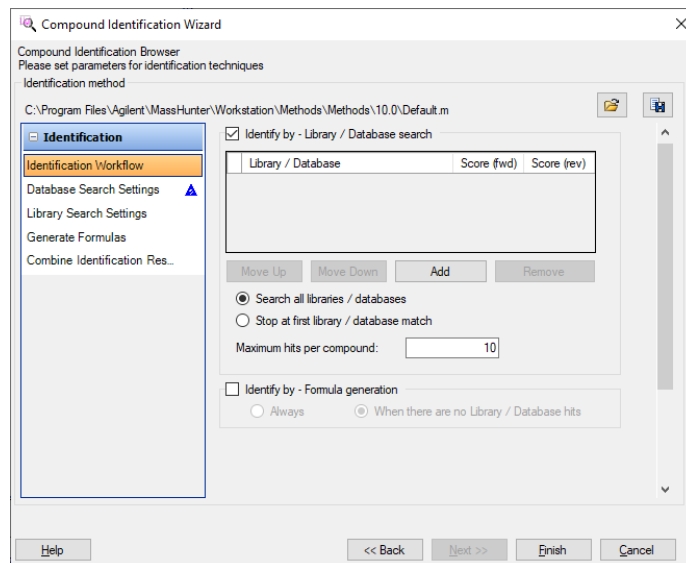 Compound Identification Wizard
Compound Identification Browser
Please set parameters for identification techniques
Identification method
C:\Program Files\Agilent\MassHunter\Workstation\Methods\Methods\10.0\Default.m
Identification
Identification Workflow
Database Search Settings
Library Search Settings
Generate Formulas
Combine Identification Res...
Identify by - Library / Database search
Library / Database Score (fwd) Score (rev)
Move Up Move Down Add Remove
Search all libraries / databases
Stop at first library / database match
Maximum hits per compound: 10
Identify by - Formula generation
Always When there are no Library / Database hits
Help << Back Next >> Finish Cancel